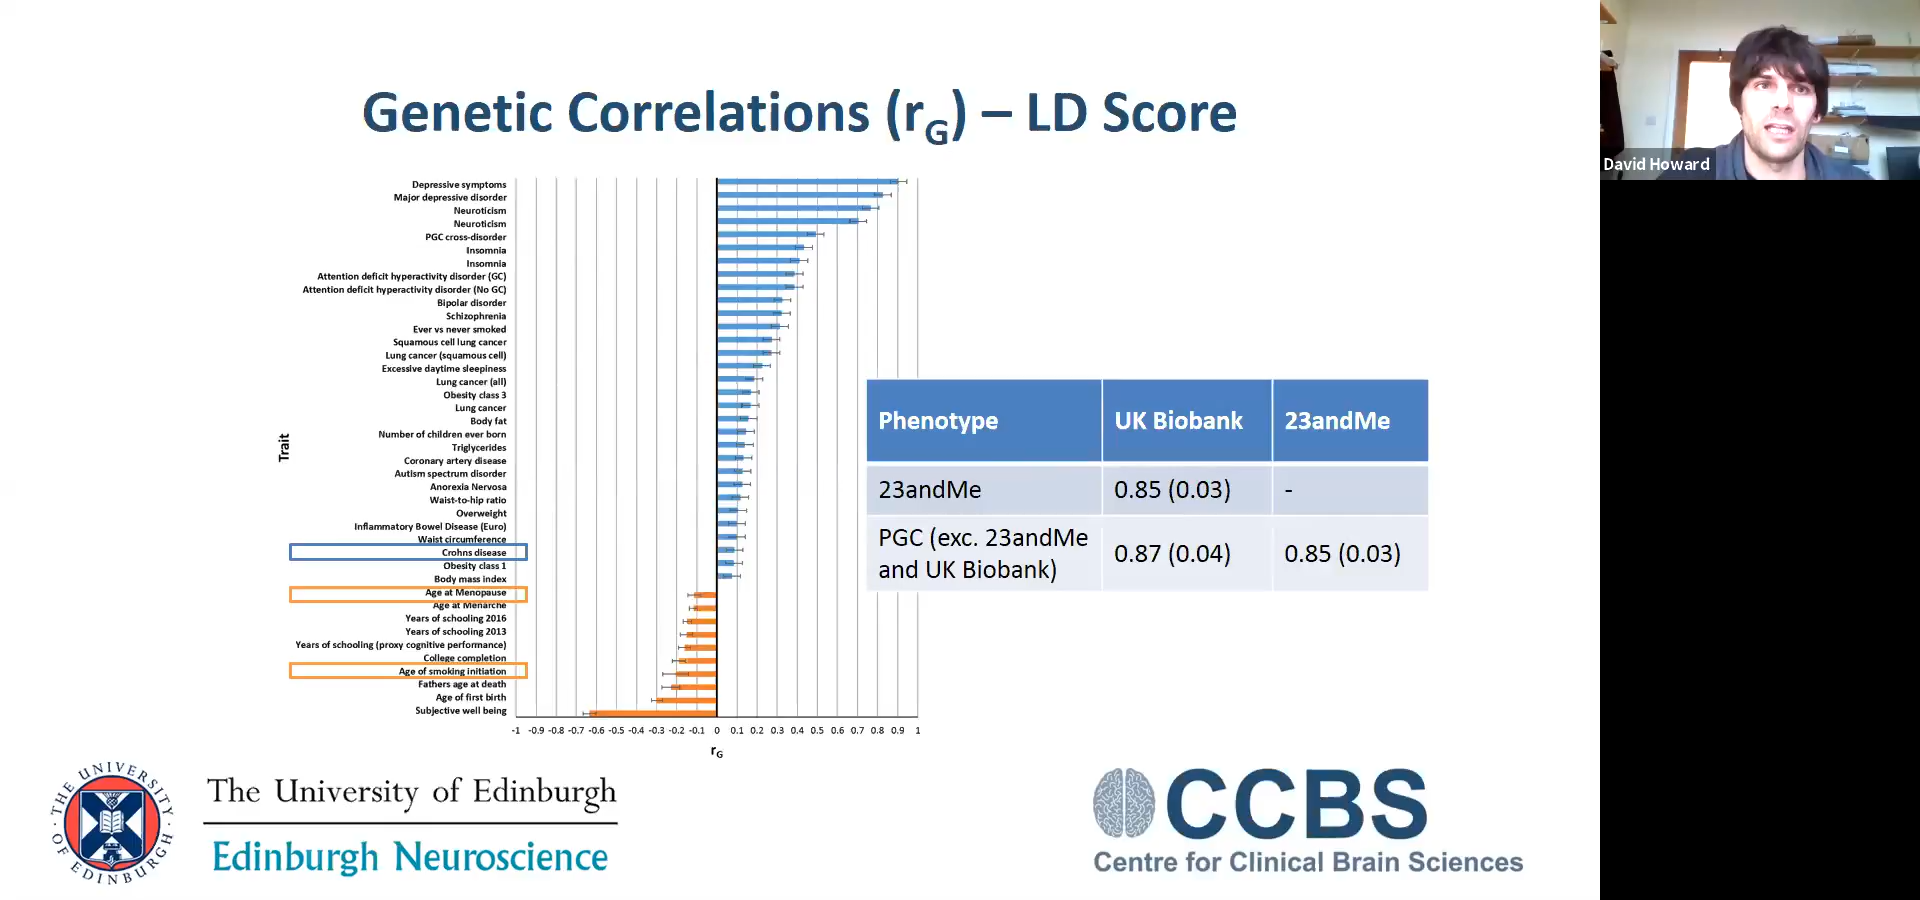 Genetic Correlations (rG) – LD Score
David Howard
Trait
Depressive symptoms
Major depressive disorder
Neuroticism
Neuroticism
PGC cross-disorder
Insomnia
Insomnia
Attention deficit hyperactivity disorder (GC)
Attention deficit hyperactivity disorder (No GC)
Bipolar disorder
Schizophrenia
Ever vs never smoked
Squamous cell lung cancer
Lung cancer (squamous cell)
Excessive daytime sleepiness
Lung cancer (all)
Obesity class 3
Lung cancer
Body fat
Number of children ever born
Triglycerides
Coronary artery disease
Autism spectrum disorder
Anorexia Nervosa
Waist-to-hip ratio
Overweight
Inflammatory Bowel Disease (Euro)
Waist circumference
Crohns disease
Obesity class 1
Body mass index
Age at Menopause
Age at Menarche
Years of schooling 2016
Years of schooling 2013
Years of schooling (proxy cognitive performance)
College completion
Age of smoking initiation
Fathers age at death
Age of first birth
Subjective well being
-1 -0.9 -0.8 -0.7 -0.6 -0.5 -0.4 -0.3 -0.2 -0.1 0 0.1 0.2 0.3 0.4 0.5 0.6 0.7 0.8 0.9 1
rG
Phenotype UK Biobank 23andMe
23andMe 0.85 (0.03) -
PGC (exc. 23andMe
and UK Biobank) 0.87 (0.04) 0.85 (0.03)
THE UNIVERSITY OF EDINBURGH
The University of Edinburgh
Edinburgh Neuroscience
CCBS
Centre for Clinical Brain Sciences